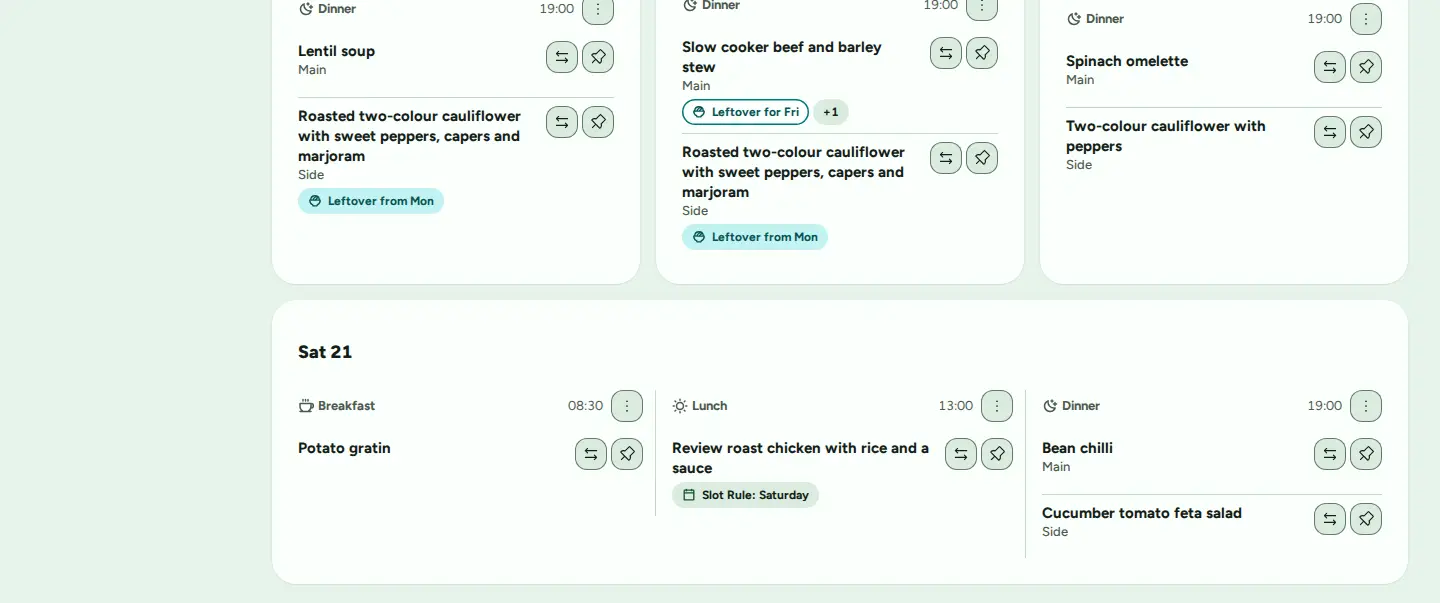 Dinner 19:00
Lentil soup
Main
Roasted two-colour cauliflower
with sweet peppers, capers and
marjoram
Side
Leftover from Mon
Dinner 19:00
Slow cooker beef and barley
stew
Main
Leftover for Fri +1
Roasted two-colour cauliflower
with sweet peppers, capers and
marjoram
Side
Leftover from Mon
Dinner 19:00
Spinach omelette
Main
Two-colour cauliflower with
peppers
Side
Sat 21
Breakfast 08:30
Potato gratin
Lunch 13:00
Review roast chicken with rice and a
sauce
Slot Rule: Saturday
Dinner 19:00
Bean chilli
Main
Cucumber tomato feta salad
Side